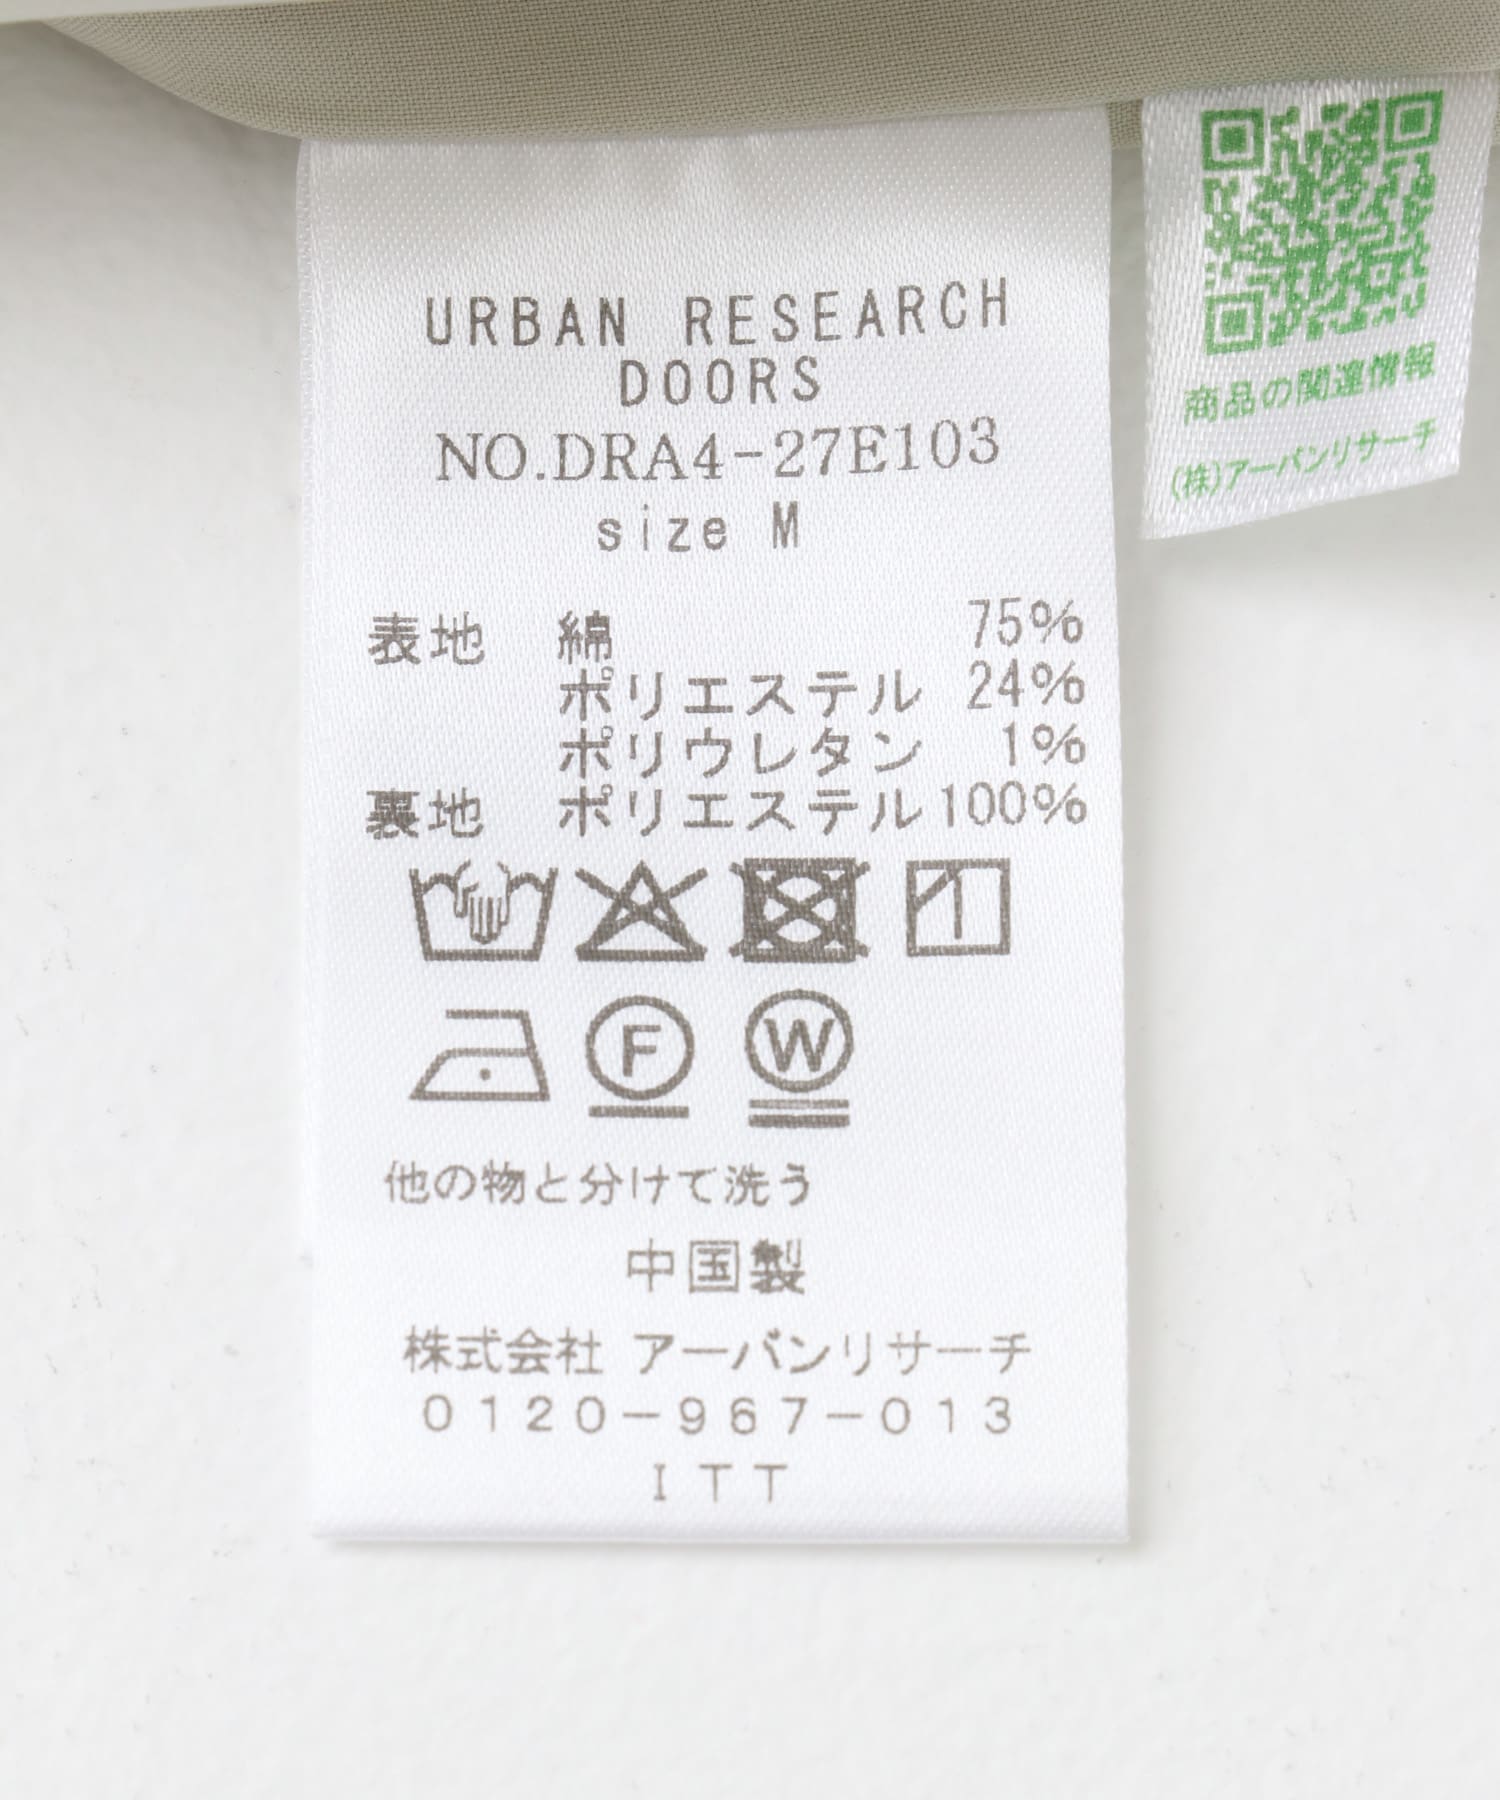 URBAN RESEARCH
DOORS
NO.DRA4-27E103
size M
表地 綿 75%
ポリエステル 24%
ポリウレタン 1%
裏地 ポリエステル 100%
F W
他の物と分けて洗う
中国製
株式会社 アーバンリサーチ
0120-967-013
ITT
商品の関連情報
(株)アーバンリサーチ